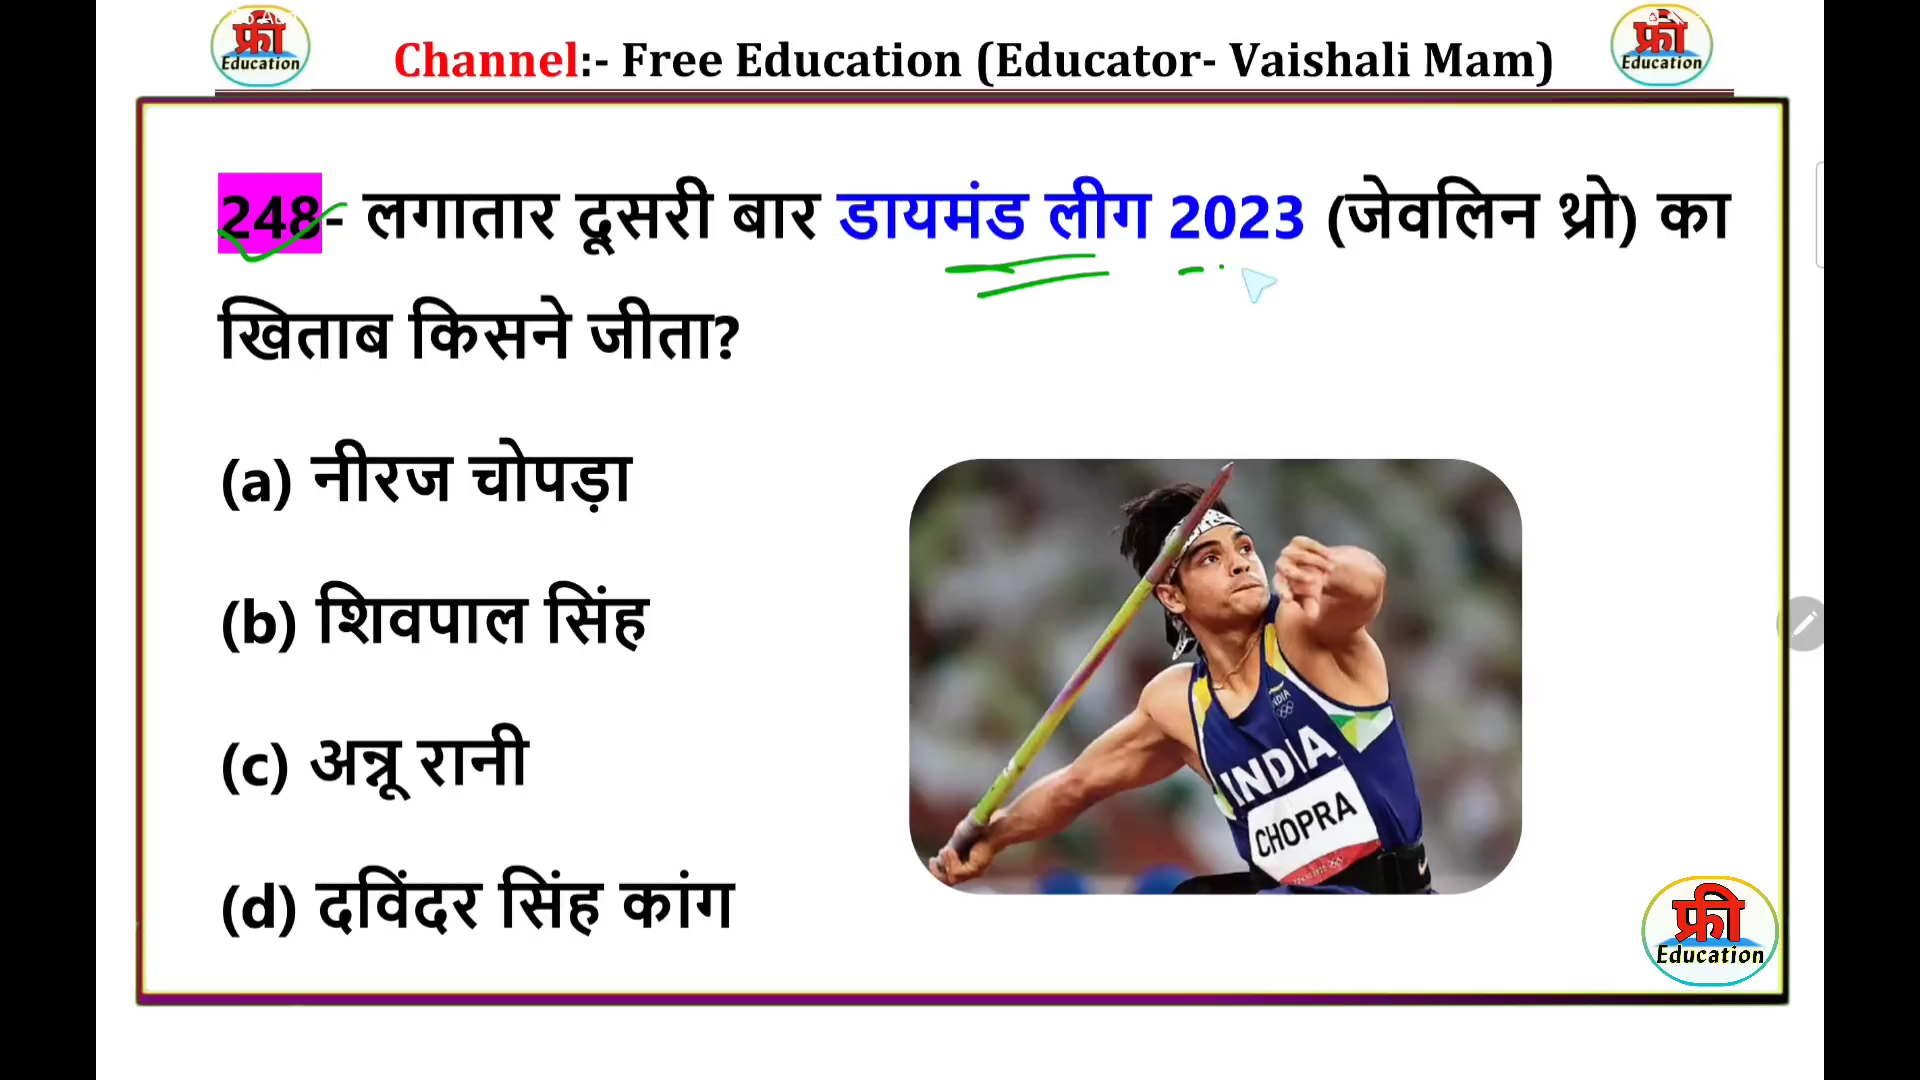 फ्री
Education
Channel:- Free Education (Educator- Vaishali Mam)
फ्री
Education
248- लगातार दूसरी बार डायमंड लीग 2023 (जेवलिन थ्रो) का
खिताब किसने जीता?
(a) नीरज चोपड़ा
(b) शिवपाल सिंह
(c) अन्नू रानी
(d) दविंदर सिंह कांग
INDIA
INDIA
CHOPRA
फ्री
Education